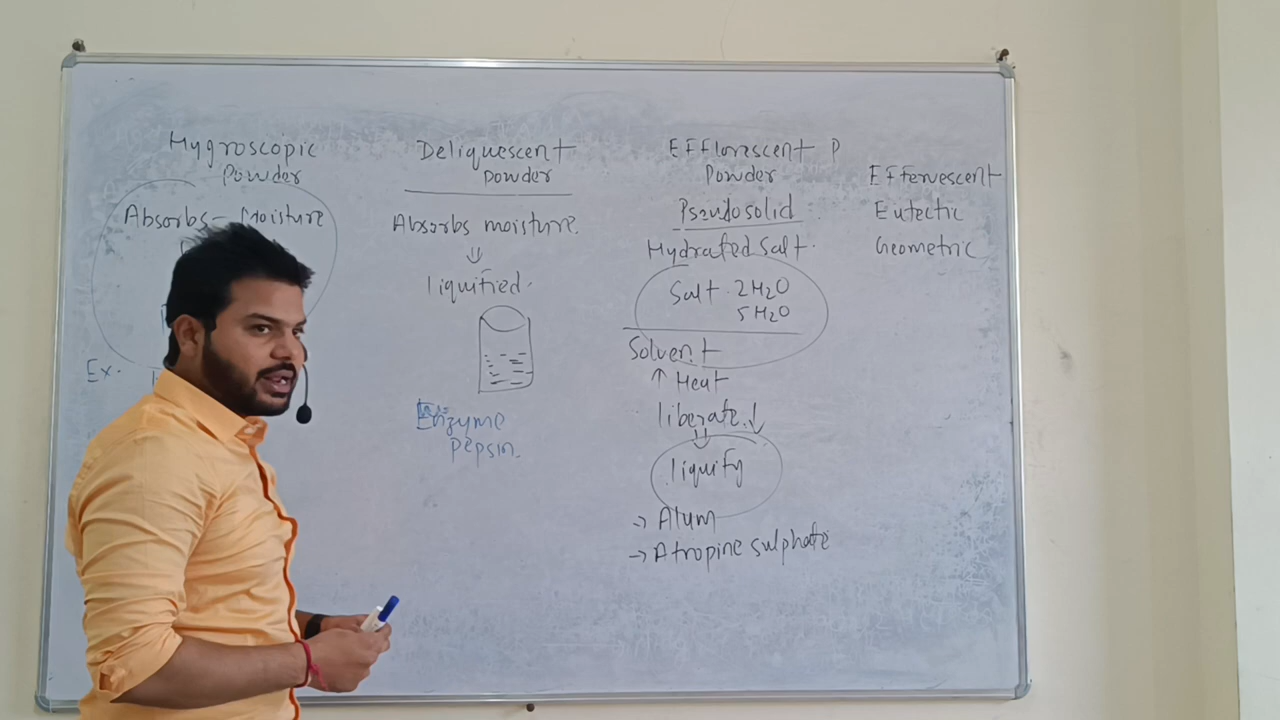 Hygroscopic
Powder
Absorbs - Moisture
Ex.
Deliquescent
Powder
Absorbs moisture.
⇓
liquified.
Enzyme
pepsin.
Efflorescent P
Powder
Pseudosolid
Hydrated salt.
Salt . 2H₂O
5H₂O
Solvent
↑ Heat
liberate. ↓
⇓
liquify
→ Alum
→ Atropine sulphate
Effervescent
Eutectic
Geometric